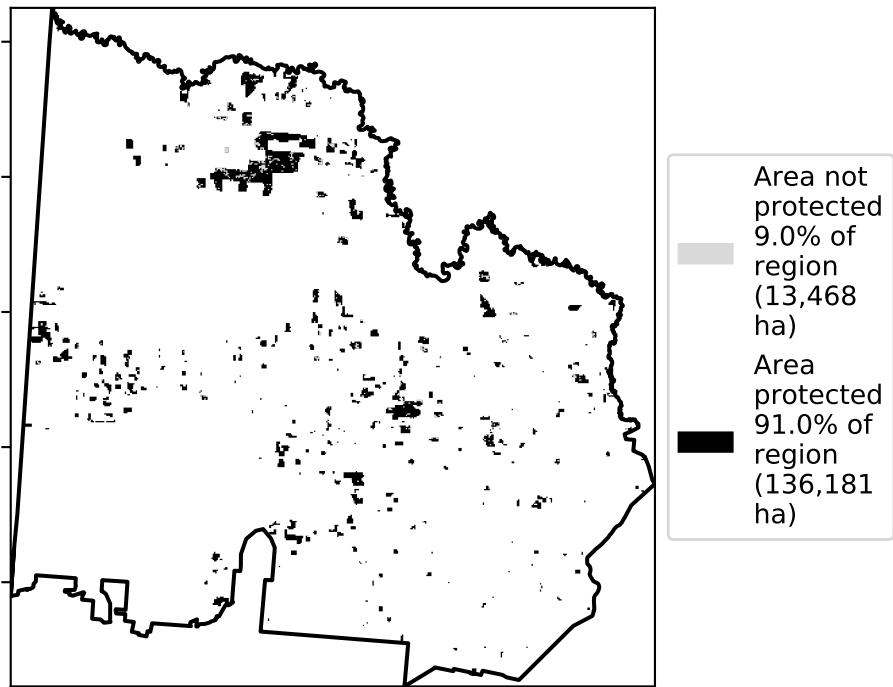 Area not
protected
9.0% of
region
(13,468
ha)
Area
protected
91.0% of
region
(136,181
ha)